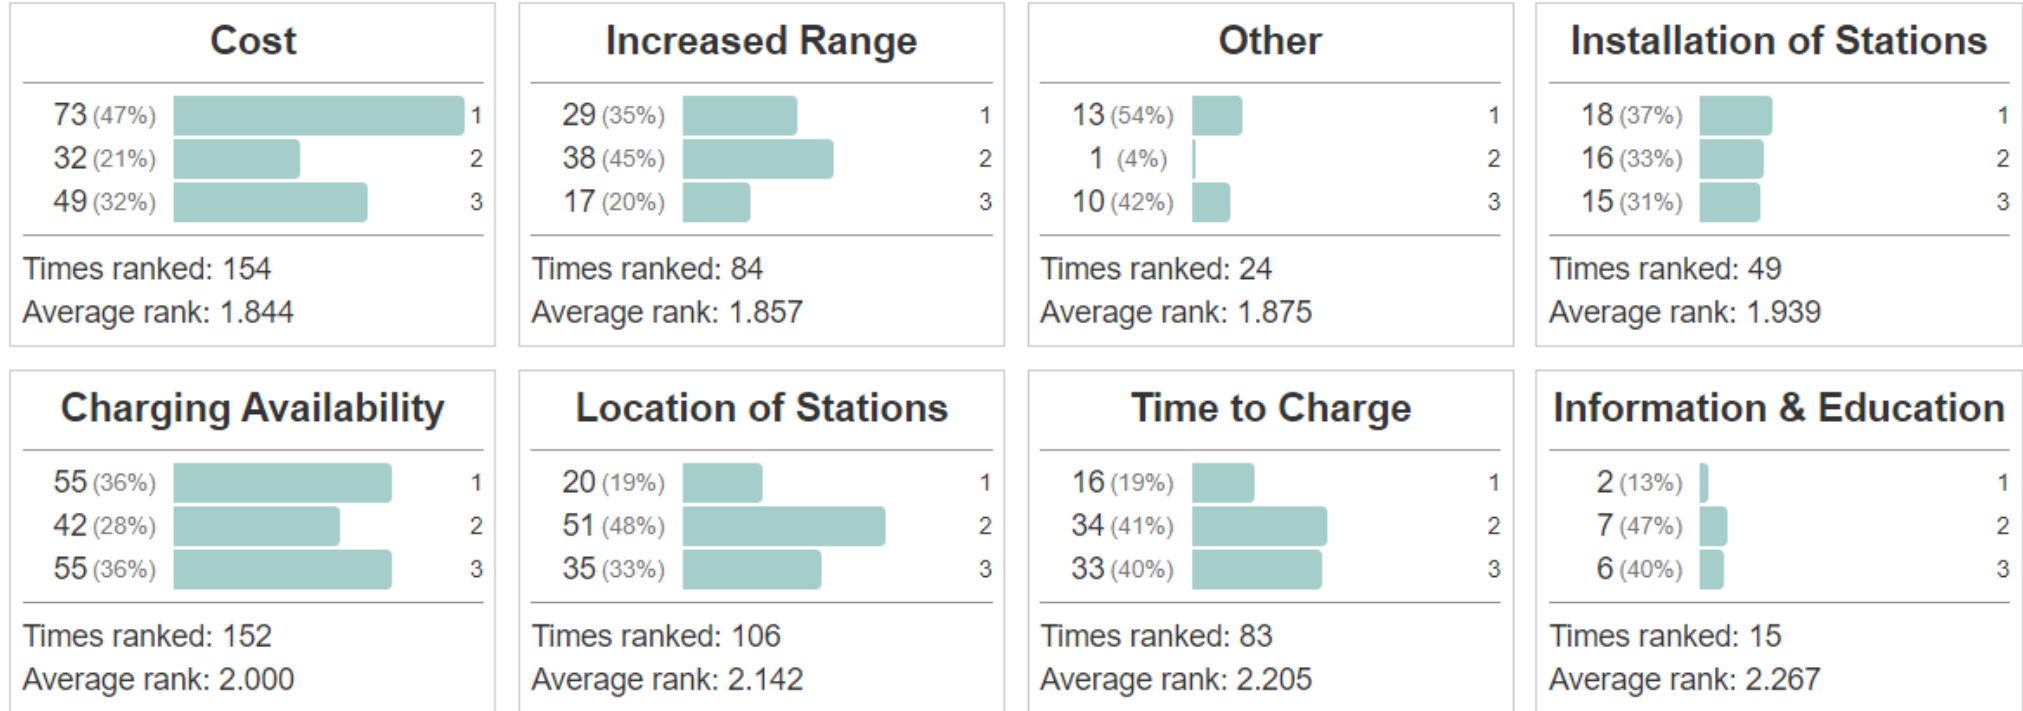 Cost
73 (47%) 1
32 (21%) 2
49 (32%) 3
Times ranked: 154
Average rank: 1.844
Increased Range
29 (35%) 1
38 (45%) 2
17 (20%) 3
Times ranked: 84
Average rank: 1.857
Other
13 (54%) 1
1 (4%) 2
10 (42%) 3
Times ranked: 24
Average rank: 1.875
Installation of Stations
18 (37%) 1
16 (33%) 2
15 (31%) 3
Times ranked: 49
Average rank: 1.939
Charging Availability
55 (36%) 1
42 (28%) 2
55 (36%) 3
Times ranked: 152
Average rank: 2.000
Location of Stations
20 (19%) 1
51 (48%) 2
35 (33%) 3
Times ranked: 106
Average rank: 2.142
Time to Charge
16 (19%) 1
34 (41%) 2
33 (40%) 3
Times ranked: 83
Average rank: 2.205
Information & Education
2 (13%) 1
7 (47%) 2
6 (40%) 3
Times ranked: 15
Average rank: 2.267